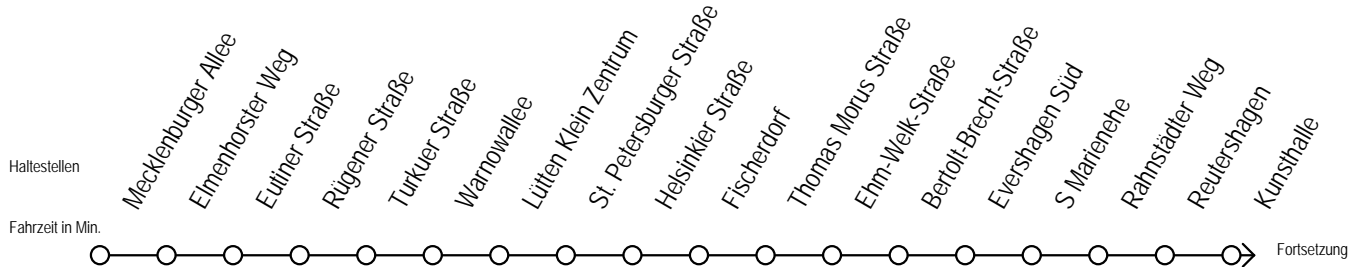 Mecklenburger Allee
Elmenhorster Weg
Eutiner Straße
Rügener Straße
Turkuer Straße
Warnowallee
Lütten Klein Zentrum
St. Petersburger Straße
Helsinkier Straße
Fischerdorf
Thomas Morus Straße
Ehm-Welk-Straße
Bertolt-Brecht-Straße
Evershagen Süd
S Marienehe
Rahnstädter Weg
Reutershagen
Kunsthalle
Haltestellen
Fahrzeit in Min.
Fortsetzung